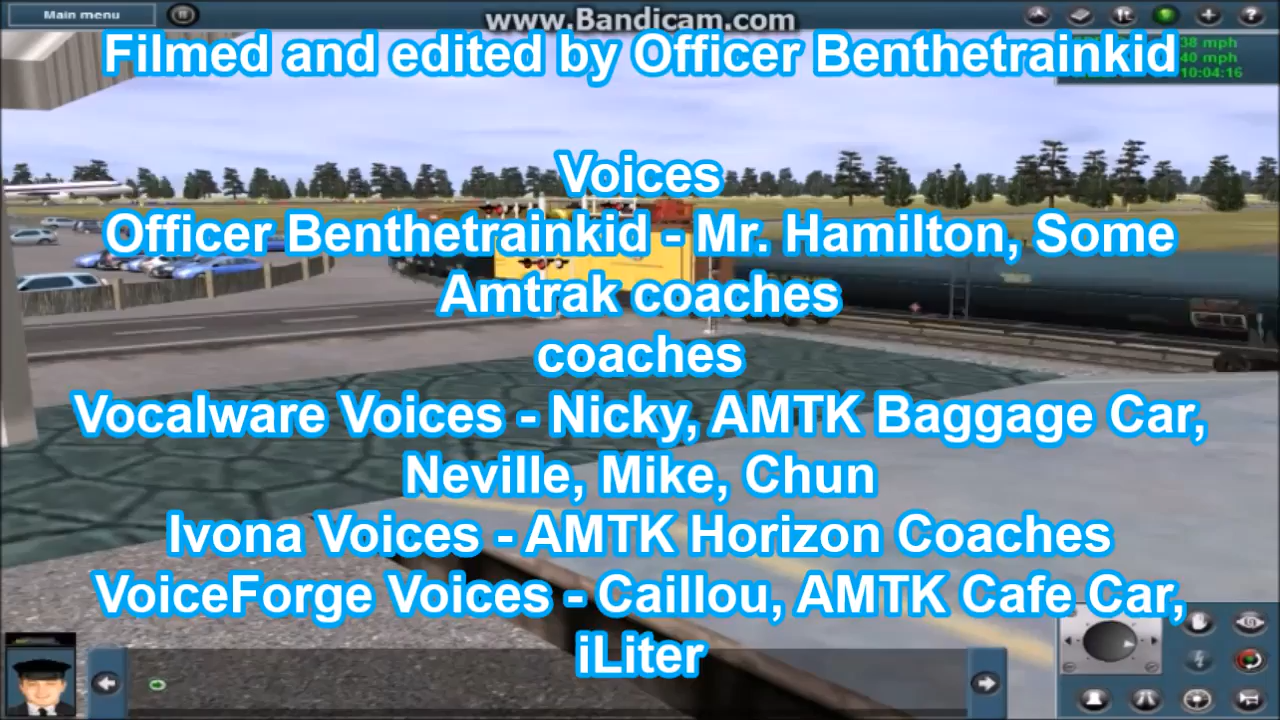 Main menu
www.Bandicam.com
Filmed and edited by Officer Benthetrainkid
38 mph
40 mph
10:04:16
Voices
Officer Benthetrainkid - Mr. Hamilton, Some
Amtrak coaches
coaches
Vocalware Voices - Nicky, AMTK Baggage Car,
Neville, Mike, Chun
Ivona Voices - AMTK Horizon Coaches
VoiceForge Voices - Caillou, AMTK Cafe Car,
iLiter